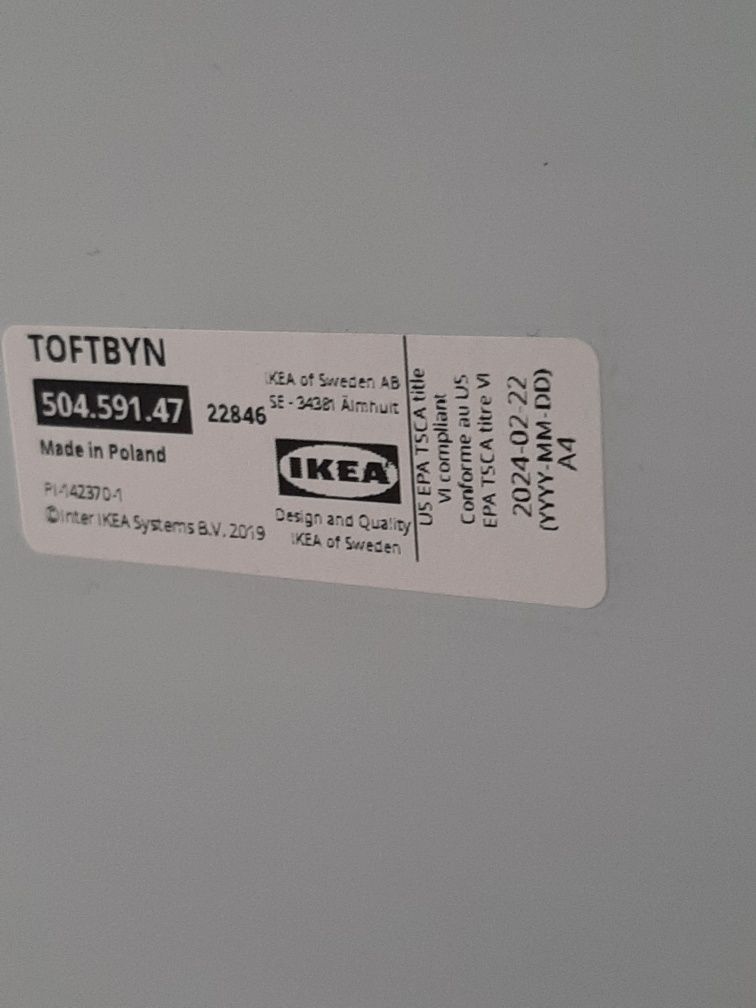 TOFTBYN
504.591.47 22846
Made in Poland
PI-142370-1
©Inter IKEA Systems B.V. 2019
IKEA of Sweden AB
SE - 34381 Älmhult
IKEA
Design and Quality
IKEA of Sweden
US EPA TSCA title
VI compliant
Conforme au US
EPA TSCA titre VI
2024-02-22
(YYYY-MM-DD)
A4